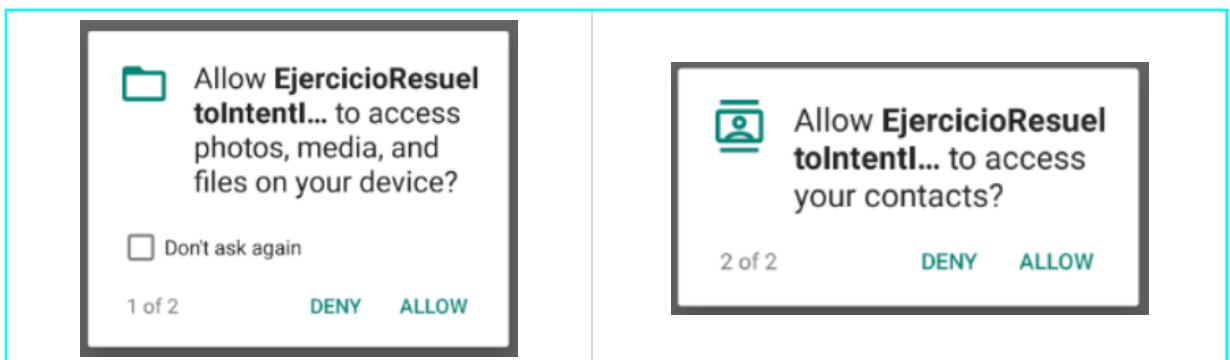 Allow EjercicioResuel
toIntentI... to access
photos, media, and
files on your device?
Don't ask again
1 of 2 DENY ALLOW
Allow EjercicioResuel
toIntentI... to access
your contacts?
2 of 2 DENY ALLOW